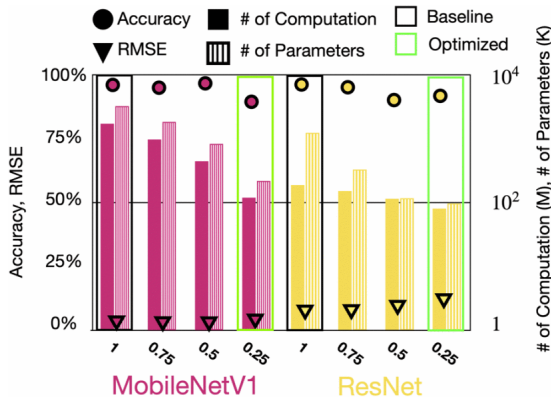 Accuracy
# of Computation
Baseline
RMSE
# of Parameters
Optimized
100%
75%
50%
25%
0%
Accuracy, RMSE
10^4
10^2
1
# of Computation (M), # of Parameters (K)
1
0.75
0.5
0.25
1
0.75
0.5
0.25
MobileNetV1
ResNet